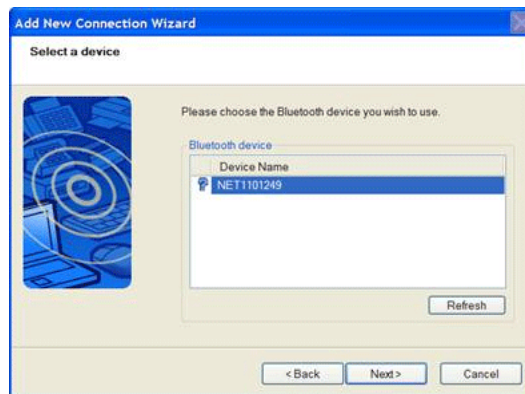 Add New Connection Wizard
Select a device
Please choose the Bluetooth device you wish to use.
Bluetooth device
Device Name
NET1101249
Refresh
< Back
Next >
Cancel